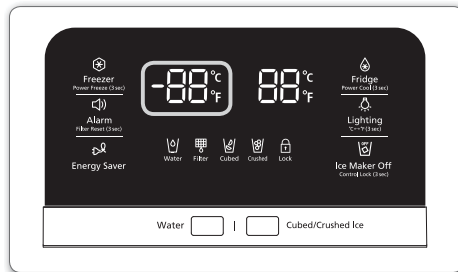 Freezer
Power Freeze (3 sec)
Alarm
Filter Reset (3 sec)
Energy Saver
-88 °C °F
88 °C °F
Water Filter Cubed Crushed Lock
Fridge
Power Cool (3 sec)
Lighting
°C↔°F (3 sec)
OFF
Ice Maker Off
Control Lock (3 sec)
Water | Cubed/Crushed Ice